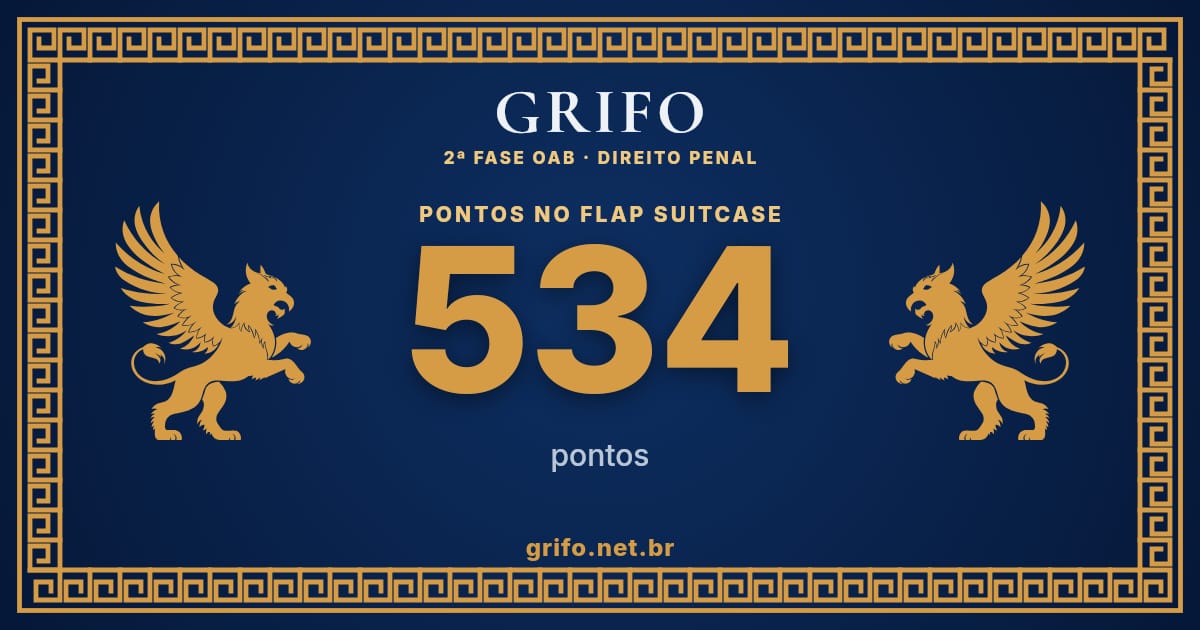 GRIFO
2ª FASE OAB · DIREITO PENAL
PONTOS NO FLAP SUITCASE
534
pontos
grifo.net.br